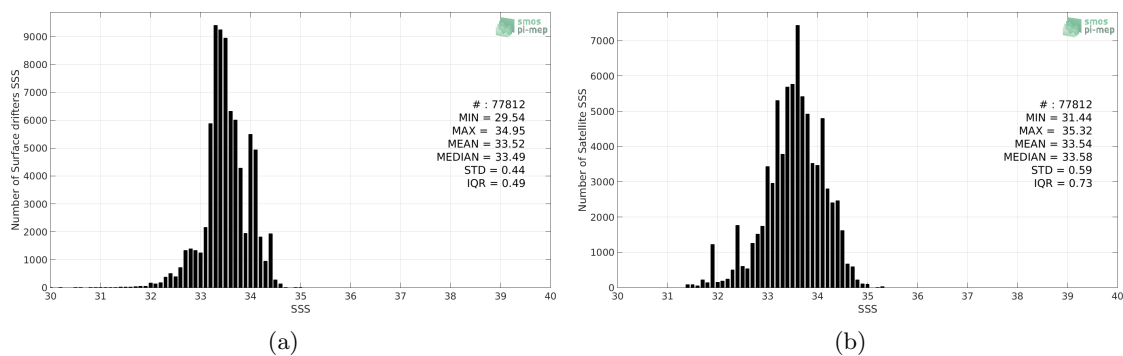 smos
pi-mep
9000
8000
7000
6000
5000
4000
3000
2000
1000
0
Number of Surface drifters SSS
# : 77812
MIN = 29.54
MAX = 34.95
MEAN = 33.52
MEDIAN = 33.49
STD = 0.44
IQR = 0.49
30 31 32 33 34 35 36 37 38 39 40
SSS
(a)
smos
pi-mep
7000
6000
5000
4000
3000
2000
1000
0
Number of Satellite SSS
# : 77812
MIN = 31.44
MAX = 35.32
MEAN = 33.54
MEDIAN = 33.58
STD = 0.59
IQR = 0.73
30 31 32 33 34 35 36 37 38 39 40
SSS
(b)